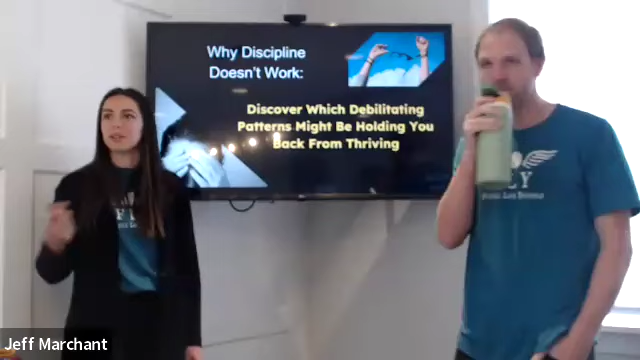 Why Discipline
Doesn't Work:
Discover Which Debilitating
Patterns Might Be Holding You
Back From Thriving
Jeff Marchant